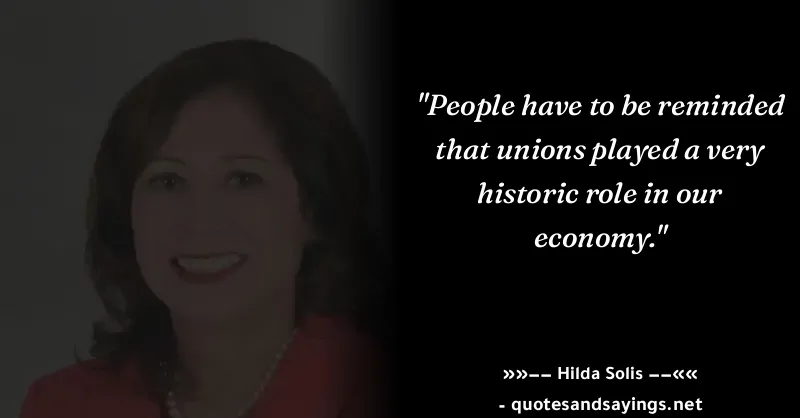 "People have to be reminded
that unions played a very
historic role in our
economy."
»»–– Hilda Solis ––««
- quotesandsayings.net